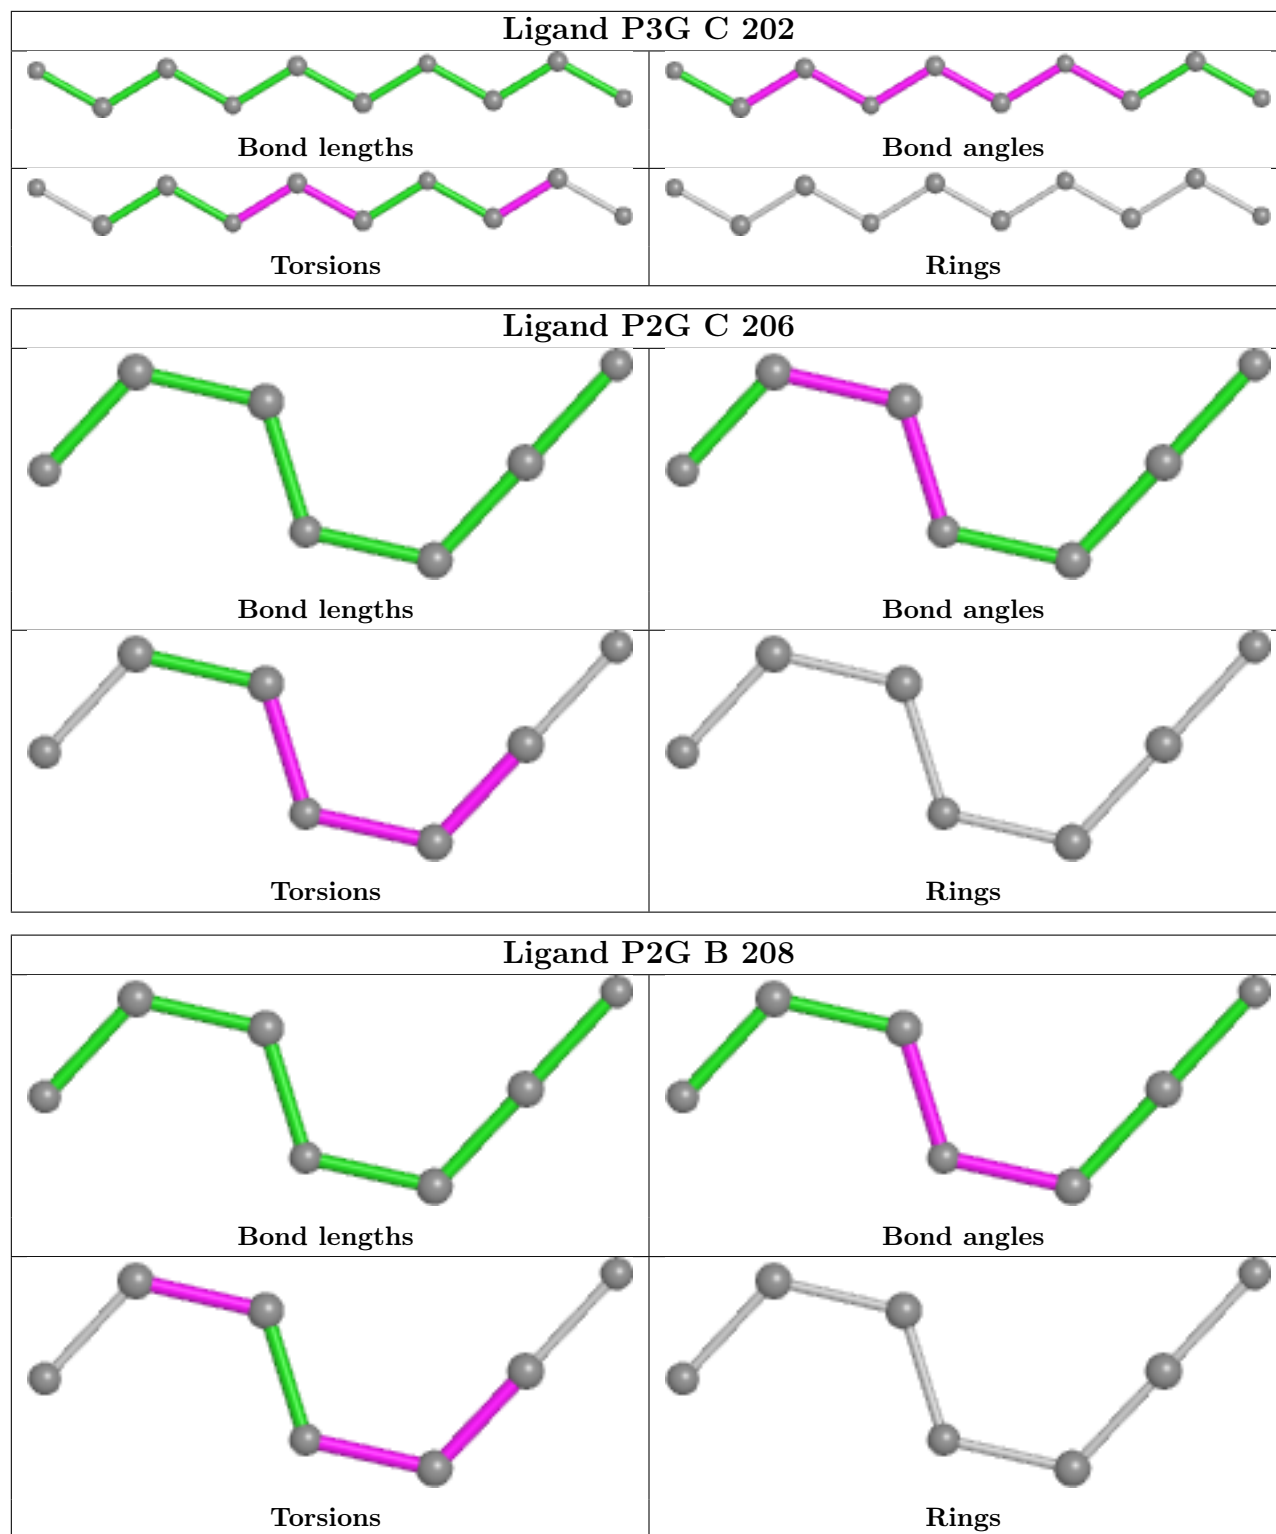 Ligand P3G C 202
Bond lengths
Bond angles
Torsions
Rings
Ligand P2G C 206
Bond lengths
Bond angles
Torsions
Rings
Ligand P2G B 208
Bond lengths
Bond angles
Torsions
Rings